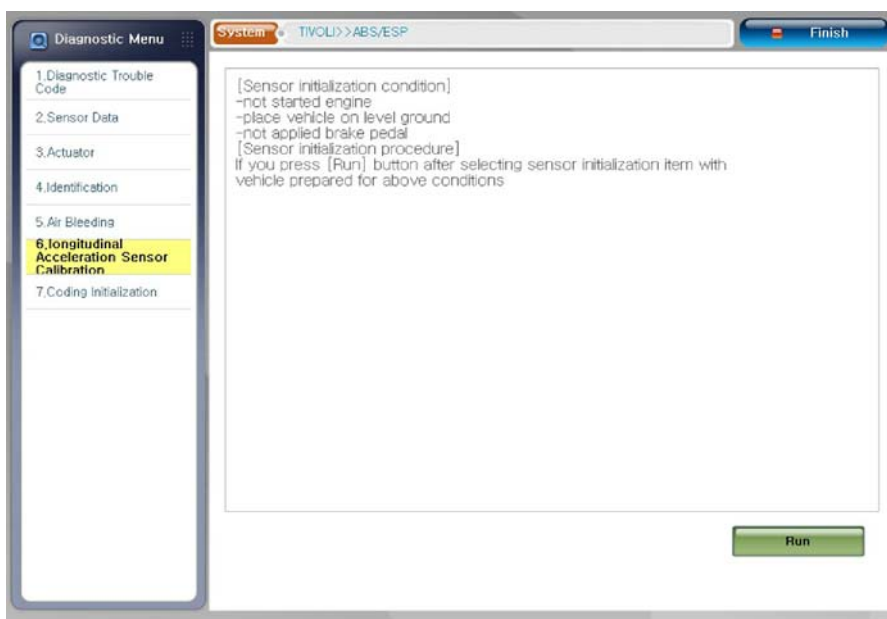 Diagnostic Menu
System
TIVOLI>>ABS/ESP
Finish
1.Diagnostic Trouble
Code
2.Sensor Data
3.Actuator
4.Identification
5.Air Bleeding
6.longitudinal
Acceleration Sensor
Calibration
7.Coding Initialization
[Sensor initialization condition]
-not started engine
-place vehicle on level ground
-not applied brake pedal
[Sensor initialization procedure]
If you press [Run] button after selecting sensor initialization item with
vehicle prepared for above conditions
Run